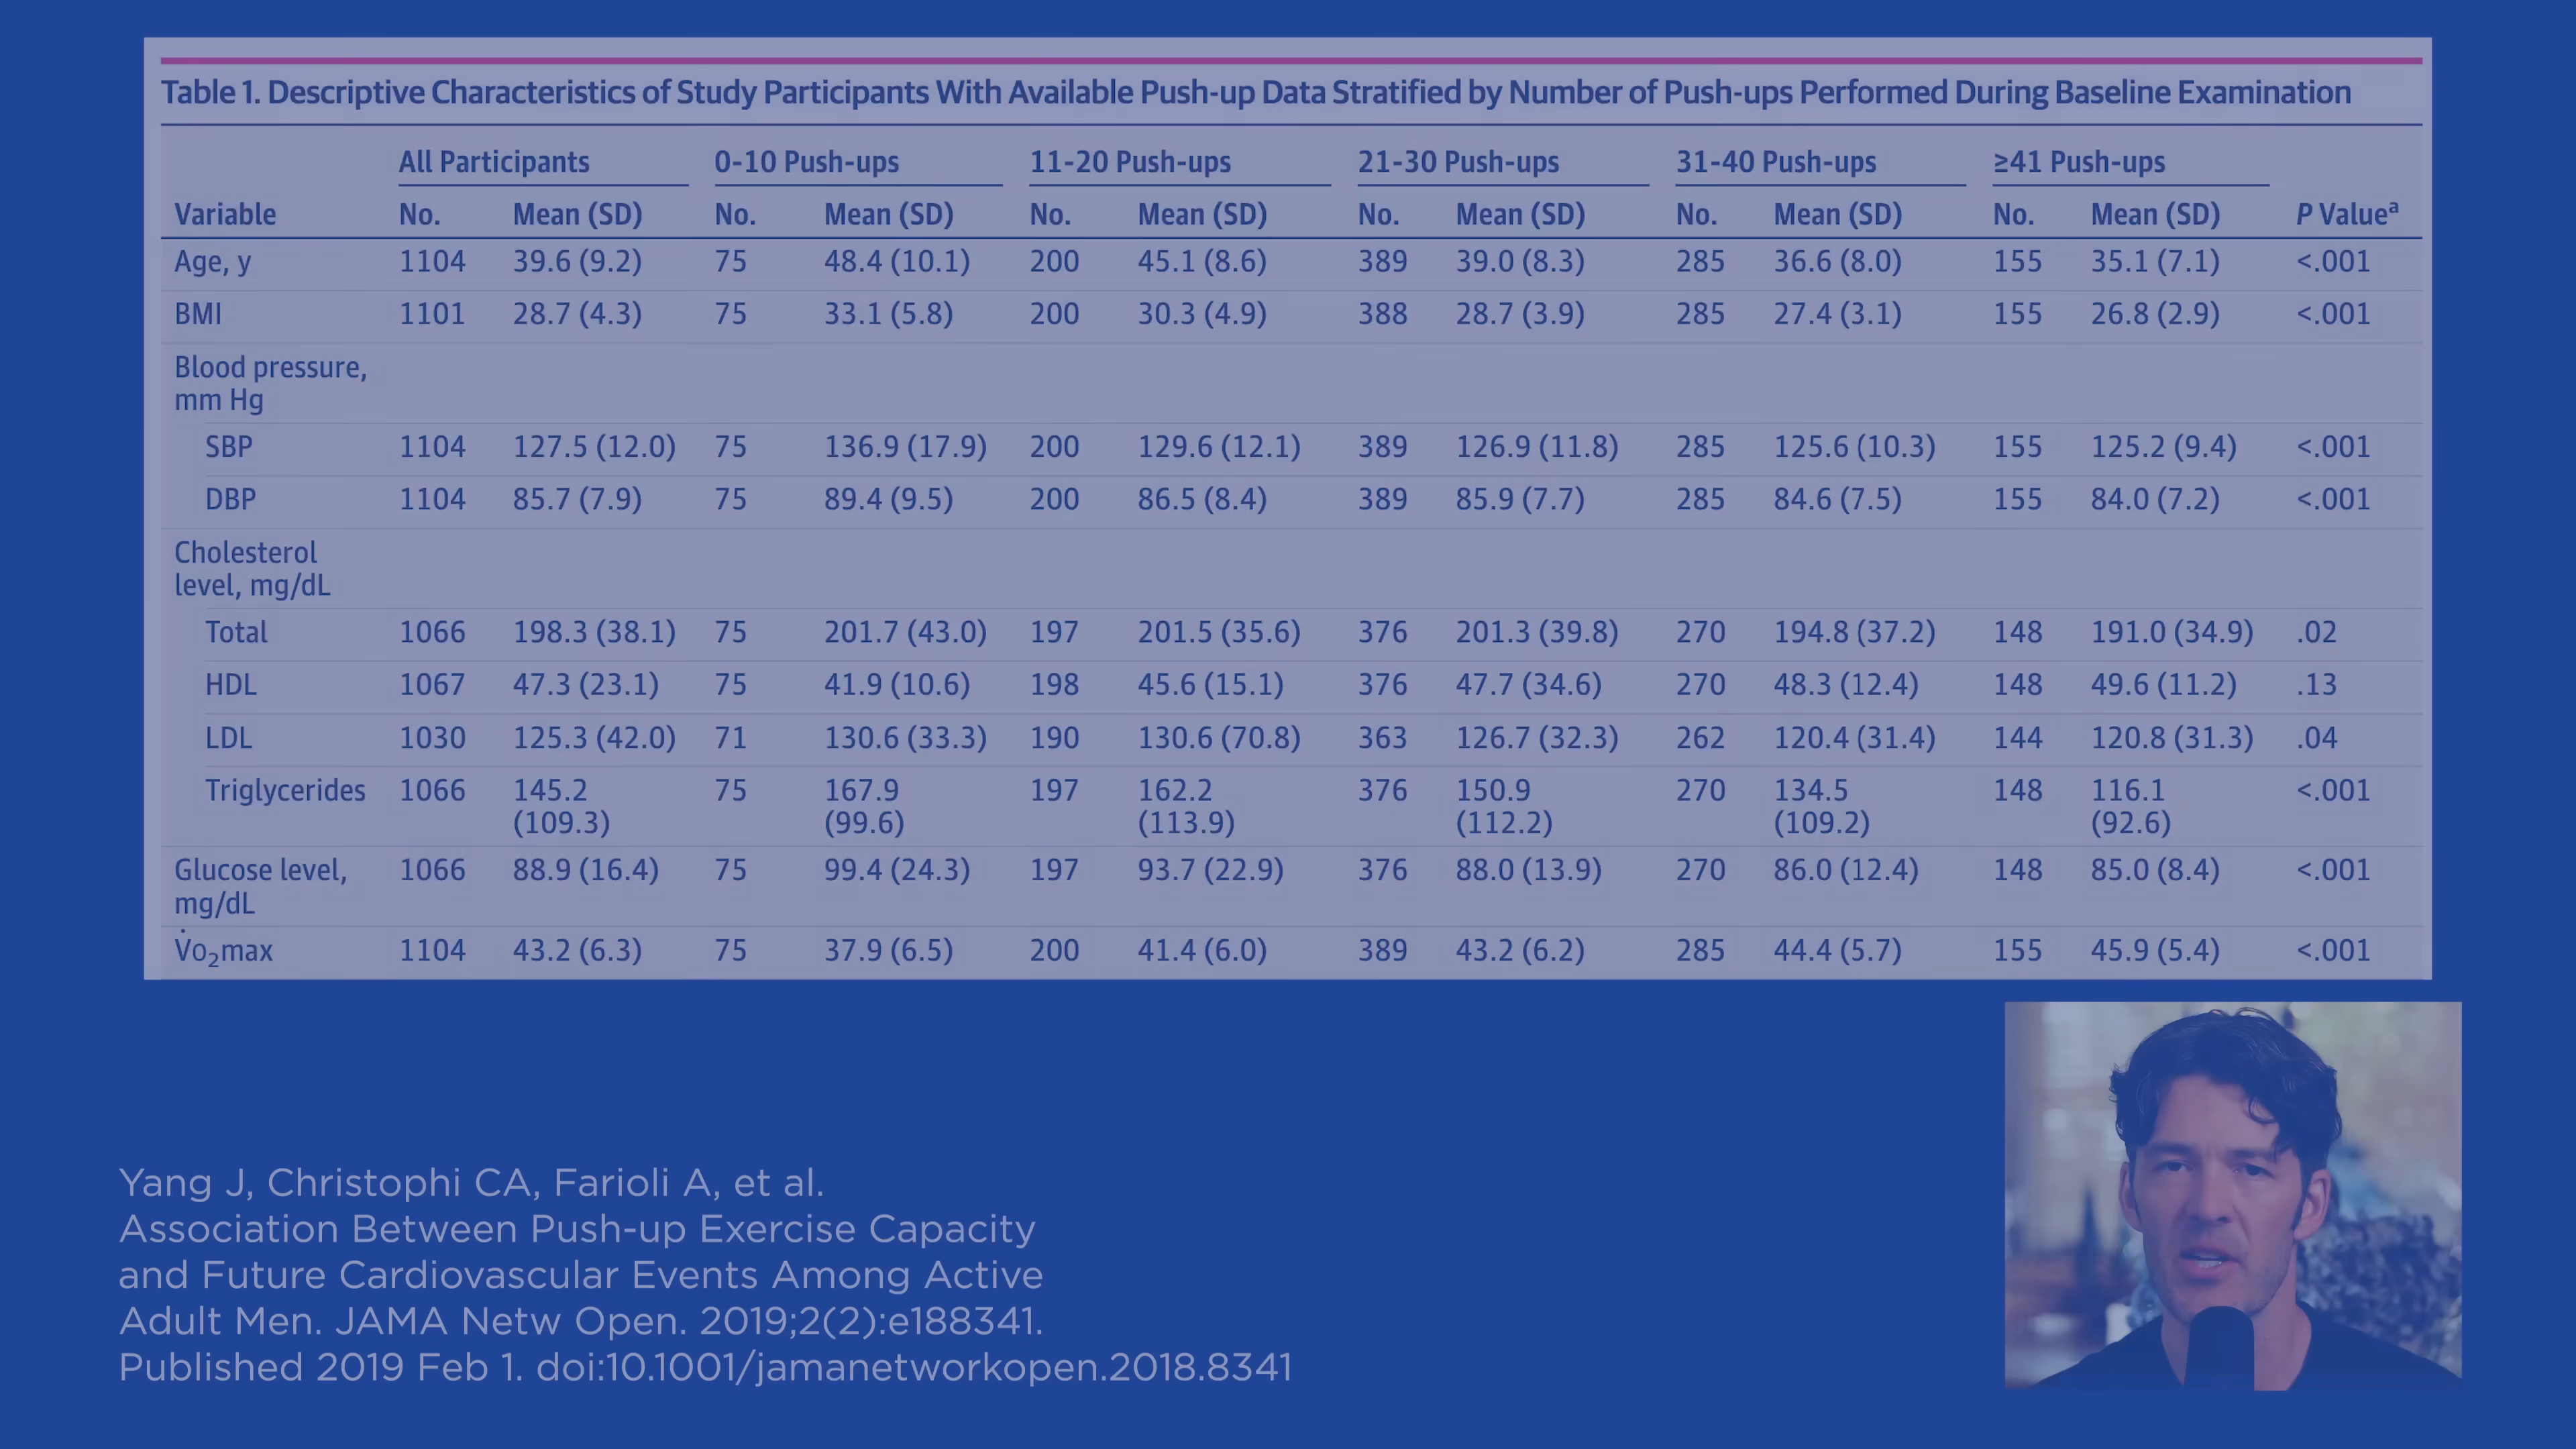 Table 1. Descriptive Characteristics of Study Participants With Available Push-up Data Stratified by Number of Push-ups Performed During Baseline Examination
All Participants 0-10 Push-ups 11-20 Push-ups 21-30 Push-ups 31-40 Push-ups ≥41 Push-ups
Variable No. Mean (SD) No. Mean (SD) No. Mean (SD) No. Mean (SD) No. Mean (SD) No. Mean (SD) P Valueᵃ
Age, y 1104 39.6 (9.2) 75 48.4 (10.1) 200 45.1 (8.6) 389 39.0 (8.3) 285 36.6 (8.0) 155 35.1 (7.1) <.001
BMI 1101 28.7 (4.3) 75 33.1 (5.8) 200 30.3 (4.9) 388 28.7 (3.9) 285 27.4 (3.1) 155 26.8 (2.9) <.001
Blood pressure,
mm Hg
SBP 1104 127.5 (12.0) 75 136.9 (17.9) 200 129.6 (12.1) 389 126.9 (11.8) 285 125.6 (10.3) 155 125.2 (9.4) <.001
DBP 1104 85.7 (7.9) 75 89.4 (9.5) 200 86.5 (8.4) 389 85.9 (7.7) 285 84.6 (7.5) 155 84.0 (7.2) <.001
Cholesterol
level, mg/dL
Total 1066 198.3 (38.1) 75 201.7 (43.0) 197 201.5 (35.6) 376 201.3 (39.8) 270 194.8 (37.2) 148 191.0 (34.9) .02
HDL 1067 47.3 (23.1) 75 41.9 (10.6) 198 45.6 (15.1) 376 47.7 (34.6) 270 48.3 (12.4) 148 49.6 (11.2) .13
LDL 1030 125.3 (42.0) 71 130.6 (33.3) 190 130.6 (70.8) 363 126.7 (32.3) 262 120.4 (31.4) 144 120.8 (31.3) .04
Triglycerides 1066 145.2 75 167.9 197 162.2 376 150.9 270 134.5 148 116.1 <.001
(109.3) (99.6) (113.9) (112.2) (109.2) (92.6)
Glucose level, 1066 88.9 (16.4) 75 99.4 (24.3) 197 93.7 (22.9) 376 88.0 (13.9) 270 86.0 (12.4) 148 85.0 (8.4) <.001
mg/dL
V̇o₂max 1104 43.2 (6.3) 75 37.9 (6.5) 200 41.4 (6.0) 389 43.2 (6.2) 285 44.4 (5.7) 155 45.9 (5.4) <.001
Yang J, Christophi CA, Farioli A, et al.
Association Between Push-up Exercise Capacity
and Future Cardiovascular Events Among Active
Adult Men. JAMA Netw Open. 2019;2(2):e188341.
Published 2019 Feb 1. doi:10.1001/jamanetworkopen.2018.8341